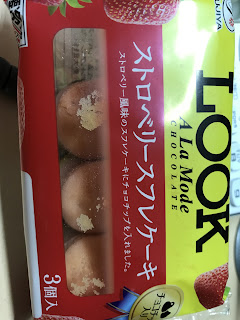 FUJIYA
LOOK
A La Mode
CHOCOLATE
ストロベリースフレケーキ
ストロベリー風味のスフレケーキにチョコチップを入れました。
3個入